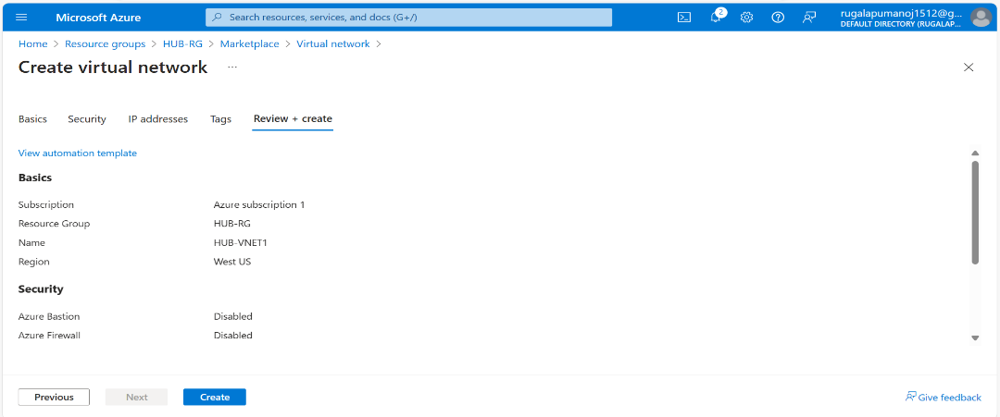 Microsoft Azure
Search resources, services, and docs (G+/)
2
rugalapumanoj1512@g...
DEFAULT DIRECTORY (RUGALAP...
Home > Resource groups > HUB-RG > Marketplace > Virtual network >
Create virtual network ...
Basics Security IP addresses Tags Review + create
View automation template
Basics
Subscription Azure subscription 1
Resource Group HUB-RG
Name HUB-VNET1
Region West US
Security
Azure Bastion Disabled
Azure Firewall Disabled
Previous Next Create Give feedback